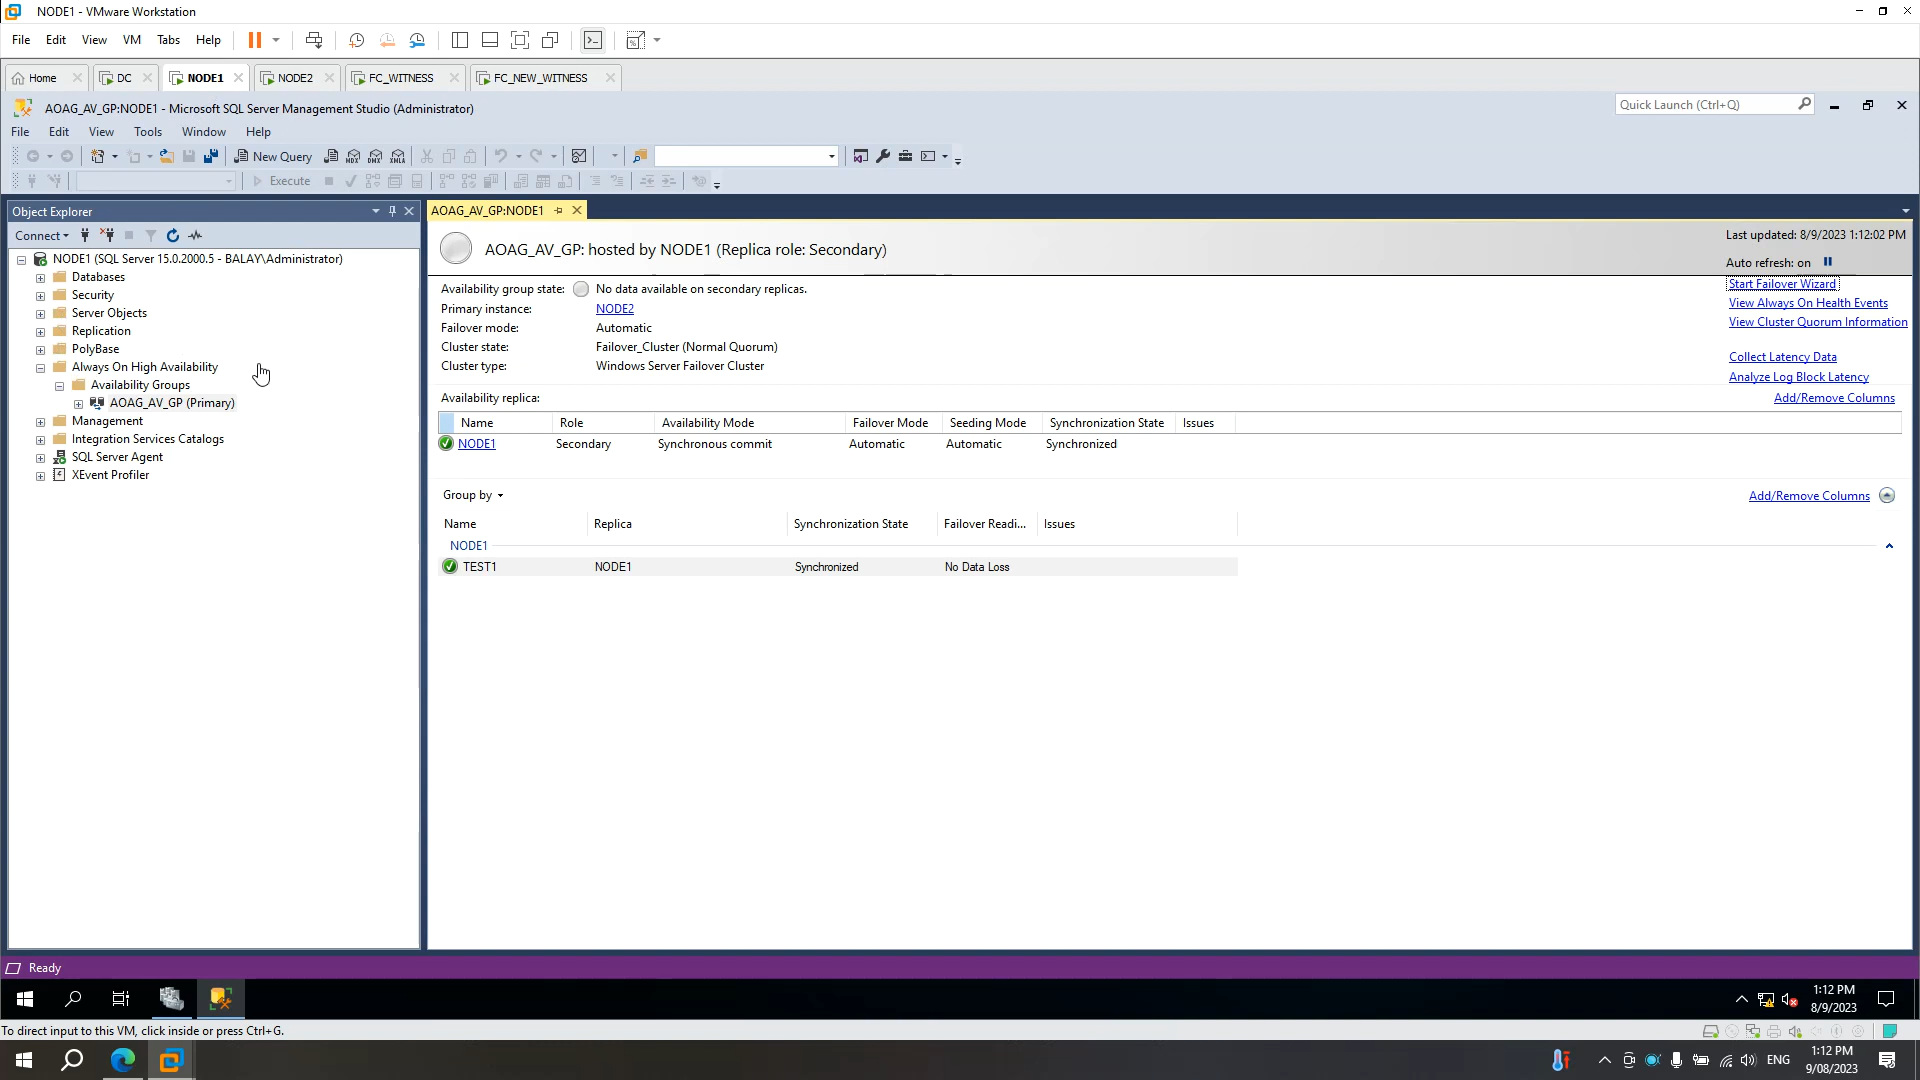 NODE1 - VMware Workstation
File Edit View VM Tabs Help
Home DC NODE1 NODE2 FC_WITNESS FC_NEW_WITNESS
AOAG_AV_GP:NODE1 - Microsoft SQL Server Management Studio (Administrator)
Quick Launch (Ctrl+Q)
File Edit View Tools Window Help
New Query
Execute
Object Explorer
Connect
NODE1 (SQL Server 15.0.2000.5 - BALAY\Administrator)
Databases
Security
Server Objects
Replication
PolyBase
Always On High Availability
Availability Groups
AOAG_AV_GP (Primary)
Management
Integration Services Catalogs
SQL Server Agent
XEvent Profiler
AOAG_AV_GP:NODE1
AOAG_AV_GP: hosted by NODE1 (Replica role: Secondary)
Last updated: 8/9/2023 1:12:02 PM
Auto refresh: on
Availability group state: No data available on secondary replicas.
Primary instance: NODE2
Failover mode: Automatic
Cluster state: Failover_Cluster (Normal Quorum)
Cluster type: Windows Server Failover Cluster
Start Failover Wizard
View Always On Health Events
View Cluster Quorum Information
Collect Latency Data
Analyze Log Block Latency
Availability replica:
Add/Remove Columns
Name Role Availability Mode Failover Mode Seeding Mode Synchronization State Issues
NODE1 Secondary Synchronous commit Automatic Automatic Synchronized
Group by
Add/Remove Columns
Name Replica Synchronization State Failover Readi... Issues
NODE1
TEST1 NODE1 Synchronized No Data Loss
Ready
1:12 PM
8/9/2023
To direct input to this VM, click inside or press Ctrl+G.
ENG
1:12 PM
9/08/2023